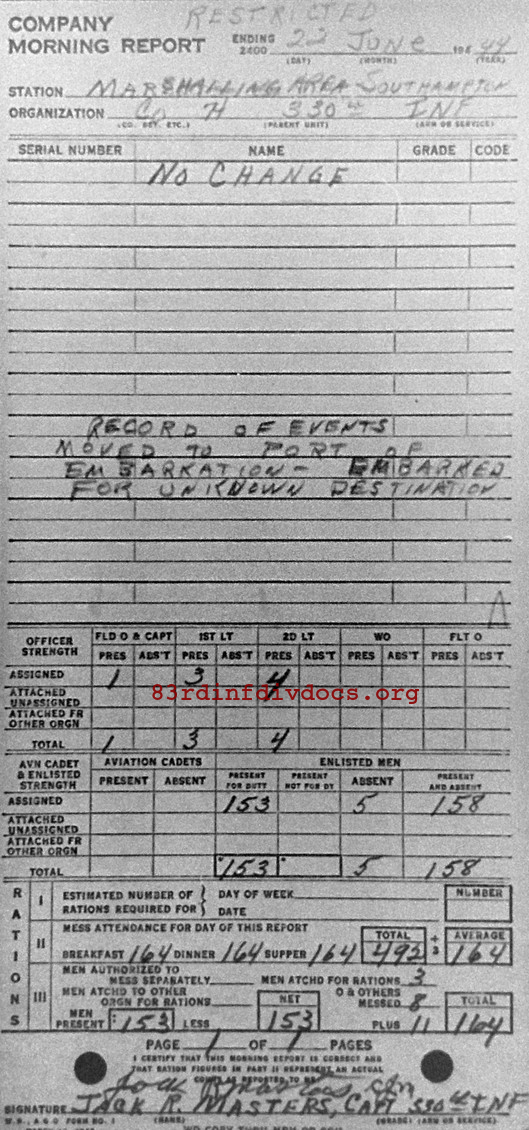 RESTRICTED
COMPANY
MORNING REPORT
ENDING 2400 22 June 1944
(DAY) (MONTH) (YEAR)
STATION MARSHALLING AREA SOUTHAMPTON
ORGANIZATION Co H 330th INF
(CO. DET. ETC.) (PARENT UNIT) (ARM OR SERVICE)
SERIAL NUMBER NAME GRADE CODE
NO CHANGE
RECORD OF EVENTS
MOVED TO PORT OF
EMBARKATION - EMBARKED
FOR UNKNOWN DESTINATION
OFFICER STRENGTH FLD O & CAPT 1ST LT 2D LT WO FLT O
PRES ABS'T PRES ABS'T PRES ABS'T PRES ABS'T PRES ABS'T
ASSIGNED 1 3 4
83rdinfdivdocs.org
ATTACHED UNASSIGNED
ATTACHED FR OTHER ORGN
TOTAL 1 3 4
AVN CADET & ENLISTED STRENGTH AVIATION CADETS ENLISTED MEN
PRESENT ABSENT PRESENT FOR DUTY PRESENT NOT FOR DY ABSENT PRESENT AND ABSENT
ASSIGNED 153 5 158
ATTACHED UNASSIGNED
ATTACHED FR OTHER ORGN
TOTAL 153 5 158
RATIONS
I ESTIMATED NUMBER OF RATIONS REQUIRED FOR } DAY OF WEEK NUMBER
DATE
II MESS ATTENDANCE FOR DAY OF THIS REPORT TOTAL ÷ 3 AVERAGE
BREAKFAST 164 DINNER 164 SUPPER 164 492 164
III MEN AUTHORIZED TO MESS SEPARATELY MEN ATCHD FOR RATIONS 3
MEN ATCHD TO OTHER ORGN FOR RATIONS NET O & OTHERS MESSED 8 TOTAL
MEN PRESENT 153 LESS 153 PLUS 11 164
PAGE 1 OF 1 PAGES
I CERTIFY THAT THIS MORNING REPORT IS CORRECT AND
THAT RATION FIGURES IN PART II REPRESENT AN ACTUAL
REPORTED TO ME
SIGNATURE JACK R. MASTERS, CAPT 330th INF
W.D., A.G.O. FORM NO. 1 (NAME) (GRADE) (ARM OR SERVICE)